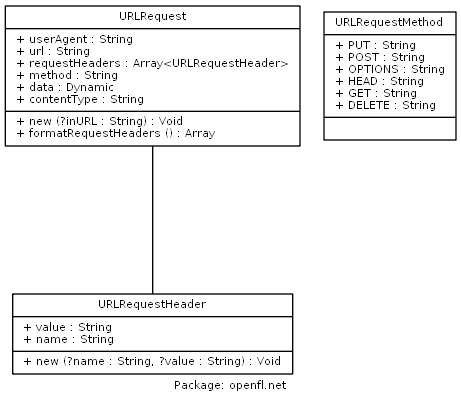 URLRequest
+ userAgent : String
+ url : String
+ requestHeaders : Array<URLRequestHeader>
+ method : String
+ data : Dynamic
+ contentType : String
+ new (?inURL : String) : Void
+ formatRequestHeaders () : Array
URLRequestMethod
+ PUT : String
+ POST : String
+ OPTIONS : String
+ HEAD : String
+ GET : String
+ DELETE : String
URLRequestHeader
+ value : String
+ name : String
+ new (?name : String, ?value : String) : Void
Package: openfl.net